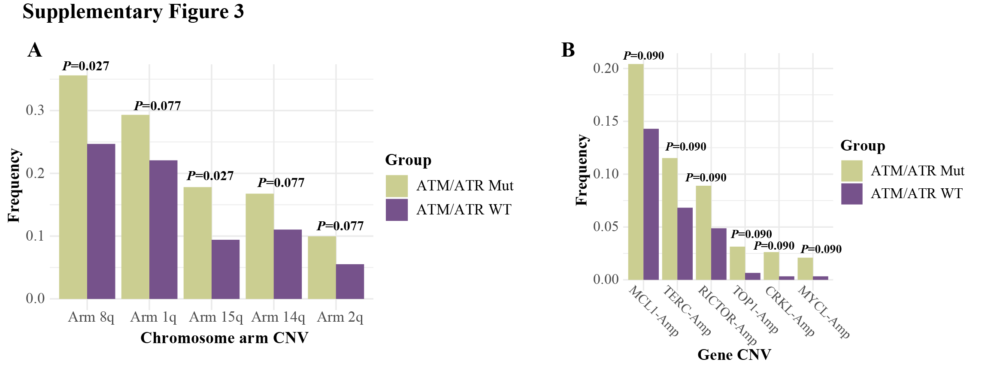 Supplementary Figure 3
A
P=0.027
P=0.077
P=0.027
P=0.077
P=0.077
0.3
0.2
0.1
0.0
Frequency
Arm 8q
Arm 1q
Arm 15q
Arm 14q
Arm 2q
Chromosome arm CNV
Group
ATM/ATR Mut
ATM/ATR WT
B
P=0.090
P=0.090
P=0.090
P=0.090
P=0.090
P=0.090
0.20
0.15
0.10
0.05
0.00
Frequency
MCL1-Amp
TERC-Amp
RICTOR-Amp
TOP1-Amp
CRKL-Amp
MYCL-Amp
Gene CNV
Group
ATM/ATR Mut
ATM/ATR WT